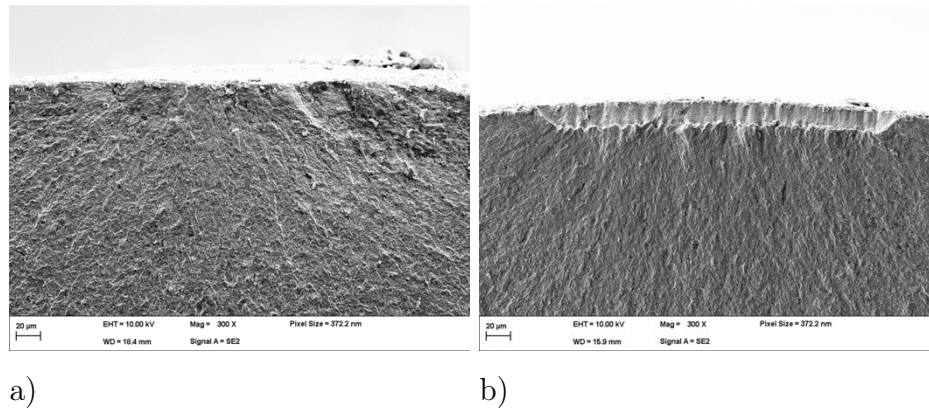 20 µm
EHT = 10.00 kV
Mag = 300 X
Pixel Size = 372.2 nm
WD = 18.4 mm
Signal A = SE2
20 µm
EHT = 10.00 kV
Mag = 300 X
Pixel Size = 372.2 nm
WD = 15.9 mm
Signal A = SE2
a)
b)